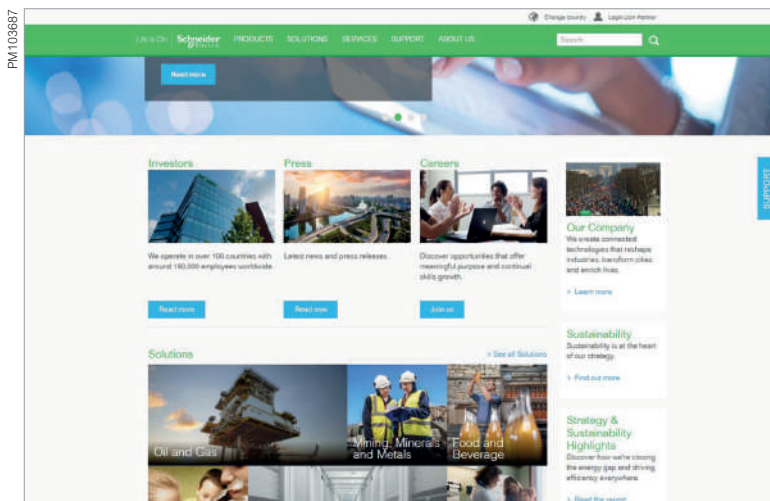 PM103687
Change country Login/Join Partner
Life Is On Schneider Electric PRODUCTS SOLUTIONS SERVICES SUPPORT ABOUT US Search
Read more
SUPPORT
Investors
We operate in over 100 countries with
around 160,000 employees worldwide.
Read more
Press
Latest news and press releases.
Read now
Careers
Discover opportunities that offer
meaningful purpose and continual
skills growth.
Join us
Our Company
We create connected
technologies that reshape
industries, transform cities
and enrich lives.
> Learn more
Solutions
> See all Solutions
Oil and Gas
Mining, Minerals
and Metals
Food and
Beverage
Sustainability
Sustainability is at the heart
of our strategy.
> Find out more
Strategy &
Sustainability
Highlights
Discover how we're closing
the energy gap and driving
efficiency everywhere.
> Read the report